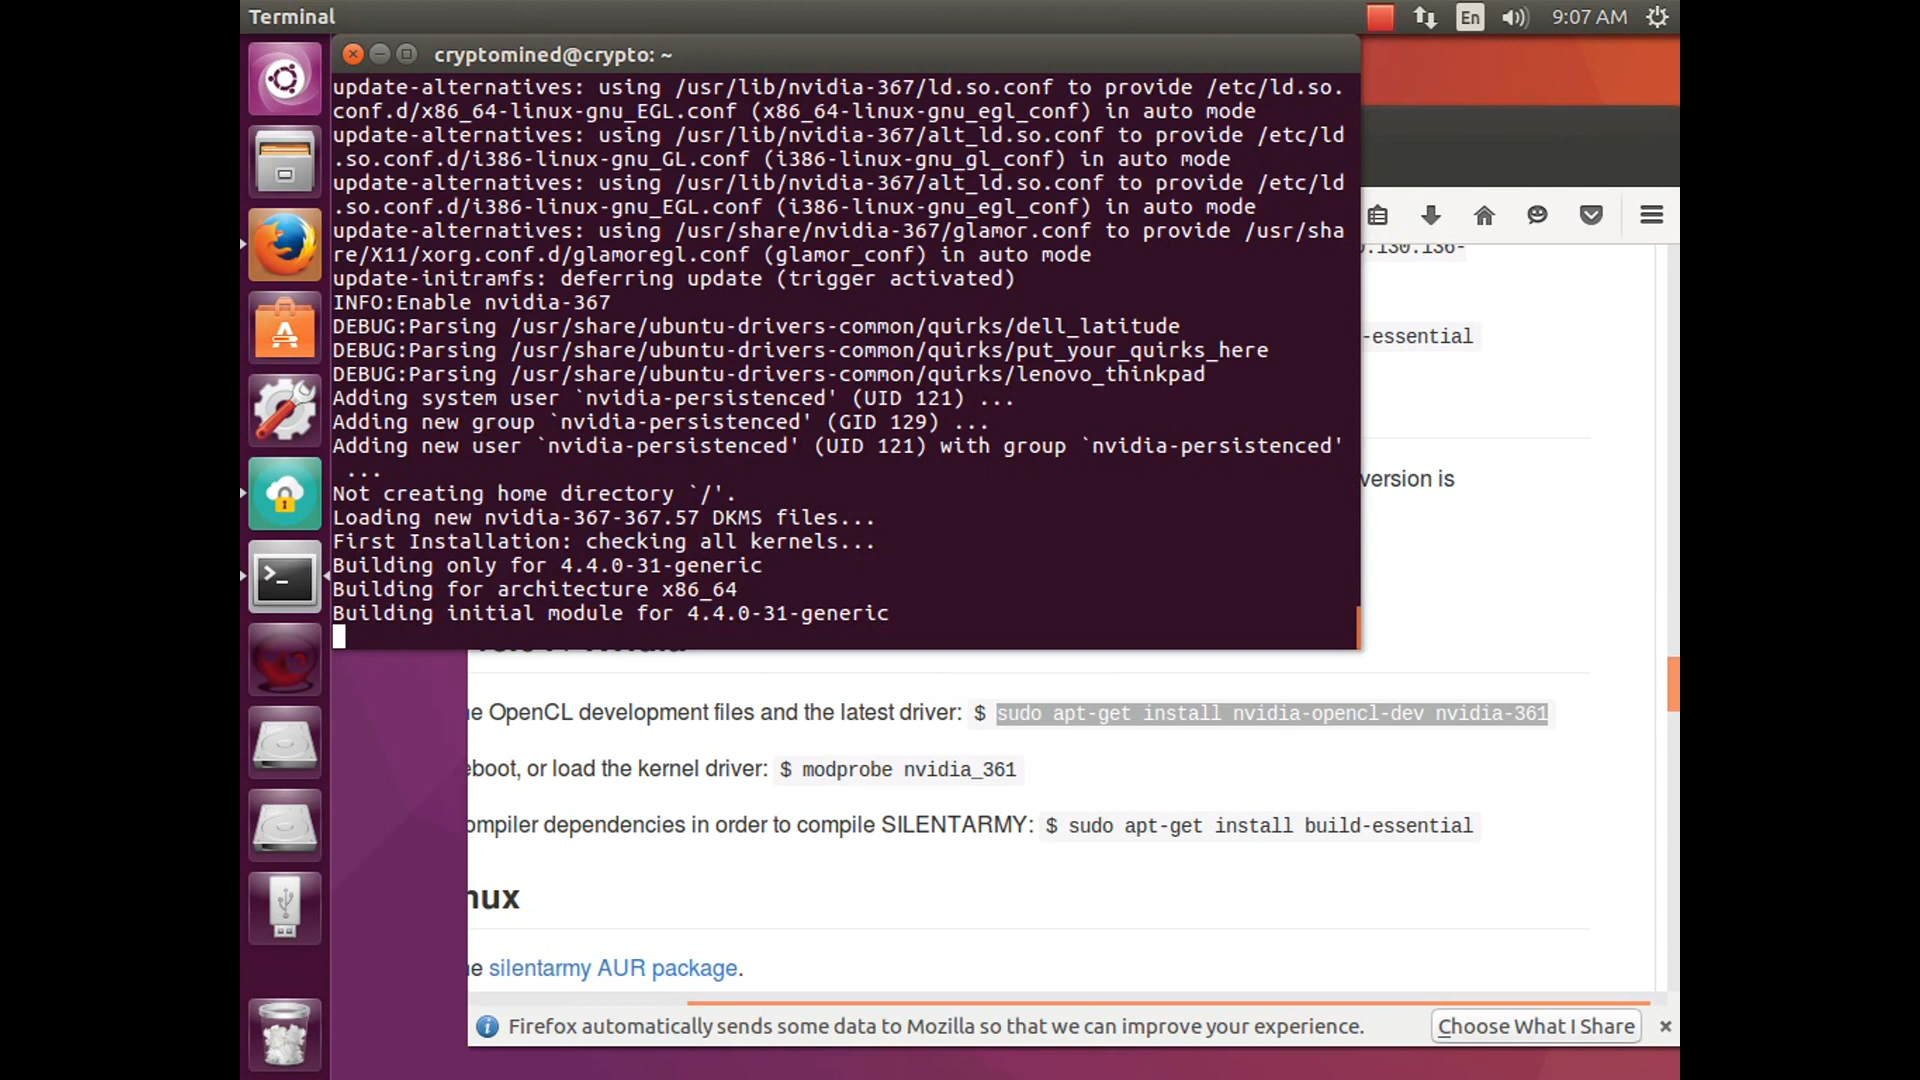 Terminal
En
9:07 AM
cryptomined@crypto: ~
update-alternatives: using /usr/lib/nvidia-367/ld.so.conf to provide /etc/ld.so.
conf.d/x86_64-linux-gnu_EGL.conf (x86_64-linux-gnu_egl_conf) in auto mode
update-alternatives: using /usr/lib/nvidia-367/alt_ld.so.conf to provide /etc/ld
.so.conf.d/i386-linux-gnu_GL.conf (i386-linux-gnu_gl_conf) in auto mode
update-alternatives: using /usr/lib/nvidia-367/alt_ld.so.conf to provide /etc/ld
.so.conf.d/i386-linux-gnu_EGL.conf (i386-linux-gnu_egl_conf) in auto mode
update-alternatives: using /usr/share/nvidia-367/glamor.conf to provide /usr/sha
re/X11/xorg.conf.d/glamoregl.conf (glamor_conf) in auto mode
update-initramfs: deferring update (trigger activated)
INFO:Enable nvidia-367
DEBUG:Parsing /usr/share/ubuntu-drivers-common/quirks/dell_latitude
DEBUG:Parsing /usr/share/ubuntu-drivers-common/quirks/put_your_quirks_here
DEBUG:Parsing /usr/share/ubuntu-drivers-common/quirks/lenovo_thinkpad
Adding system user `nvidia-persistenced' (UID 121) ...
Adding new group `nvidia-persistenced' (GID 129) ...
Adding new user `nvidia-persistenced' (UID 121) with group `nvidia-persistenced'
...
Not creating home directory `/'.
Loading new nvidia-367-367.57 DKMS files...
First Installation: checking all kernels...
Building only for 4.4.0-31-generic
Building for architecture x86_64
Building initial module for 4.4.0-31-generic
-essential
version is
OpenCL development files and the latest driver: $ sudo apt-get install nvidia-opencl-dev nvidia-361
eboot, or load the kernel driver: $ modprobe nvidia_361
ompiler dependencies in order to compile SILENTARMY: $ sudo apt-get install build-essential
nux
silentarmy AUR package.
Firefox automatically sends some data to Mozilla so that we can improve your experience.
Choose What I Share